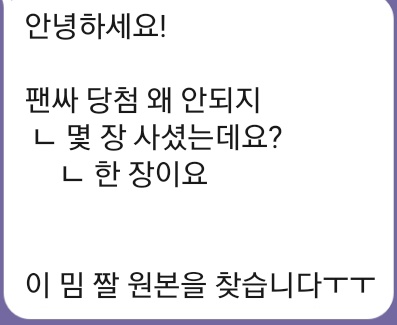 안녕하세요!
팬싸 당첨 왜 안되지
ㄴ 몇 장 사셨는데요?
ㄴ 한 장이요
이 밈 짤 원본을 찾습니다ㅜㅜ